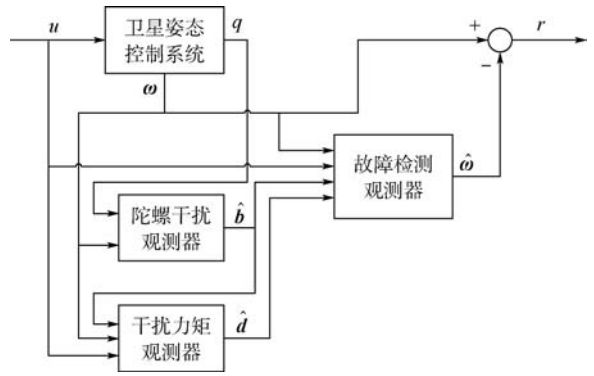 u
卫星姿态
控制系统
q
ω
+
−
r
故障检测
观测器
ω̂
陀螺干扰
观测器
b̂
干扰力矩
观测器
d̂